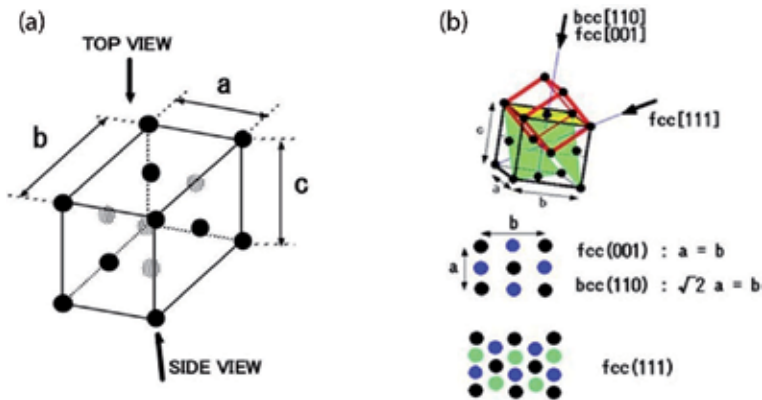 (a)
TOP VIEW
a
b
c
SIDE VIEW
(b)
bcc[110]
fcc[001]
fcc[111]
c
a
b
b
a
fcc(001) : a = b
bcc(110) : √2 a = b
fcc(111)